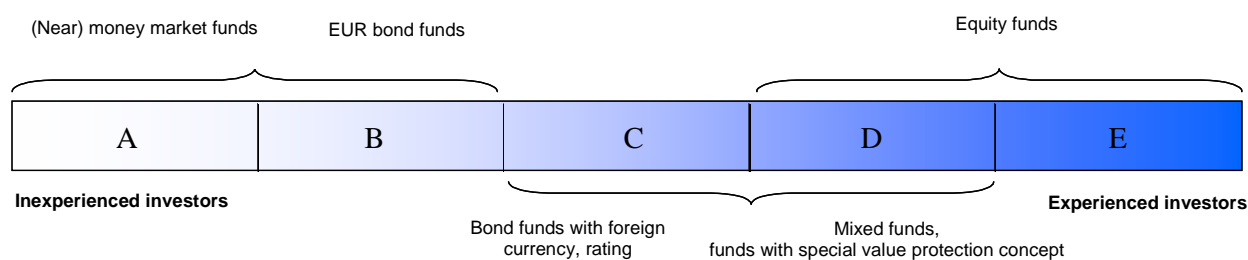 (Near) money market funds
EUR bond funds
Equity funds
A
B
C
D
E
Inexperienced investors
Experienced investors
Bond funds with foreign
currency, rating
Mixed funds,
funds with special value protection concept